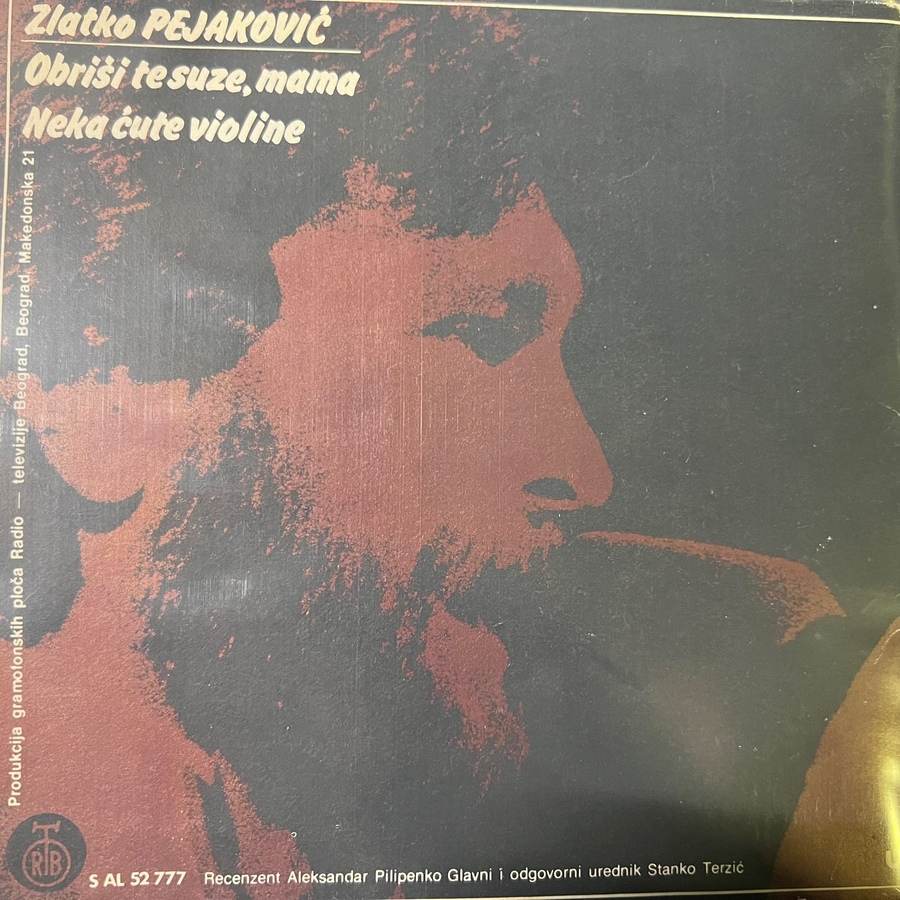 Zlatko PEJAKOVIĆ
Obriši te suze, mama
Neka ćute violine
Produkcija gramofonskih ploča Radio — televizije Beograd, Beograd, Makedonska 21
RTB
S AL 52 777 Recenzent Aleksandar Pilipenko Glavni i odgovorni urednik Stanko Terzić